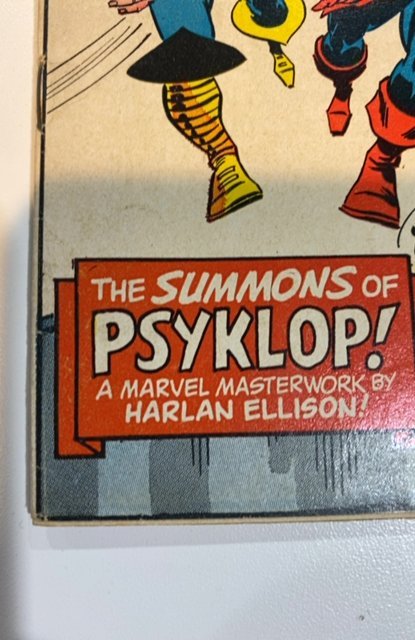 THE SUMMONS OF
PSYKLOP!
A MARVEL MASTERWORK BY
HARLAN ELLISON!